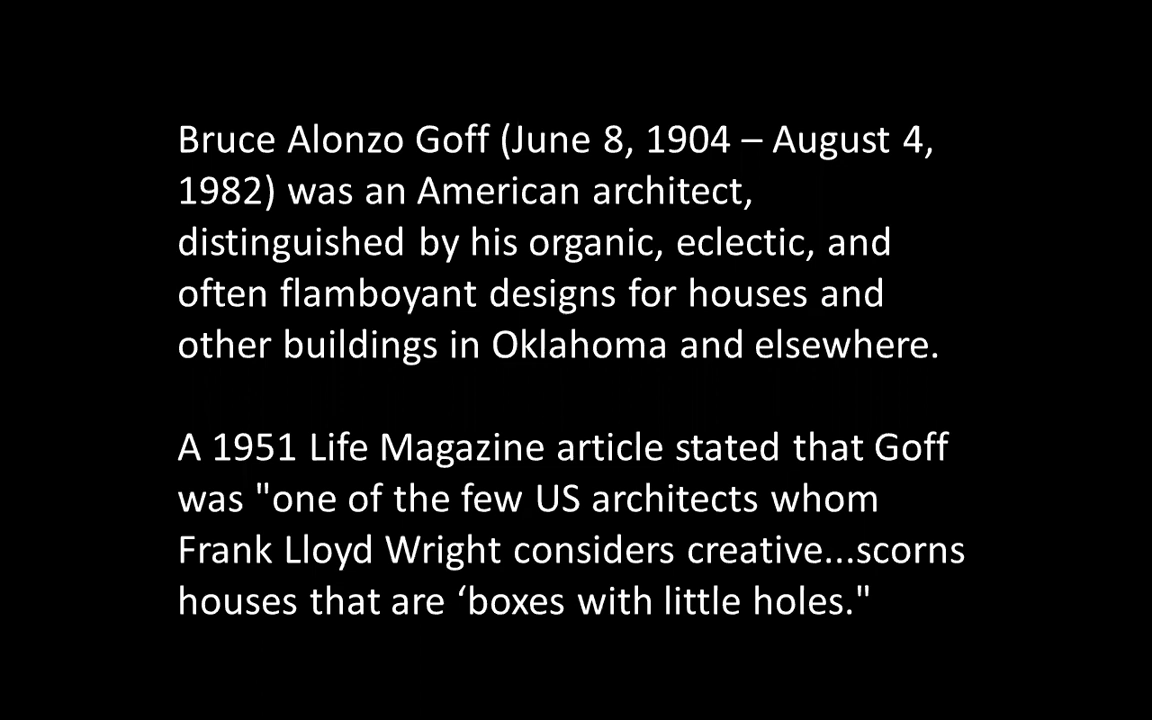 Bruce Alonzo Goff (June 8, 1904 – August 4,
1982) was an American architect,
distinguished by his organic, eclectic, and
often flamboyant designs for houses and
other buildings in Oklahoma and elsewhere.
A 1951 Life Magazine article stated that Goff
was "one of the few US architects whom
Frank Lloyd Wright considers creative...scorns
houses that are ‘boxes with little holes."